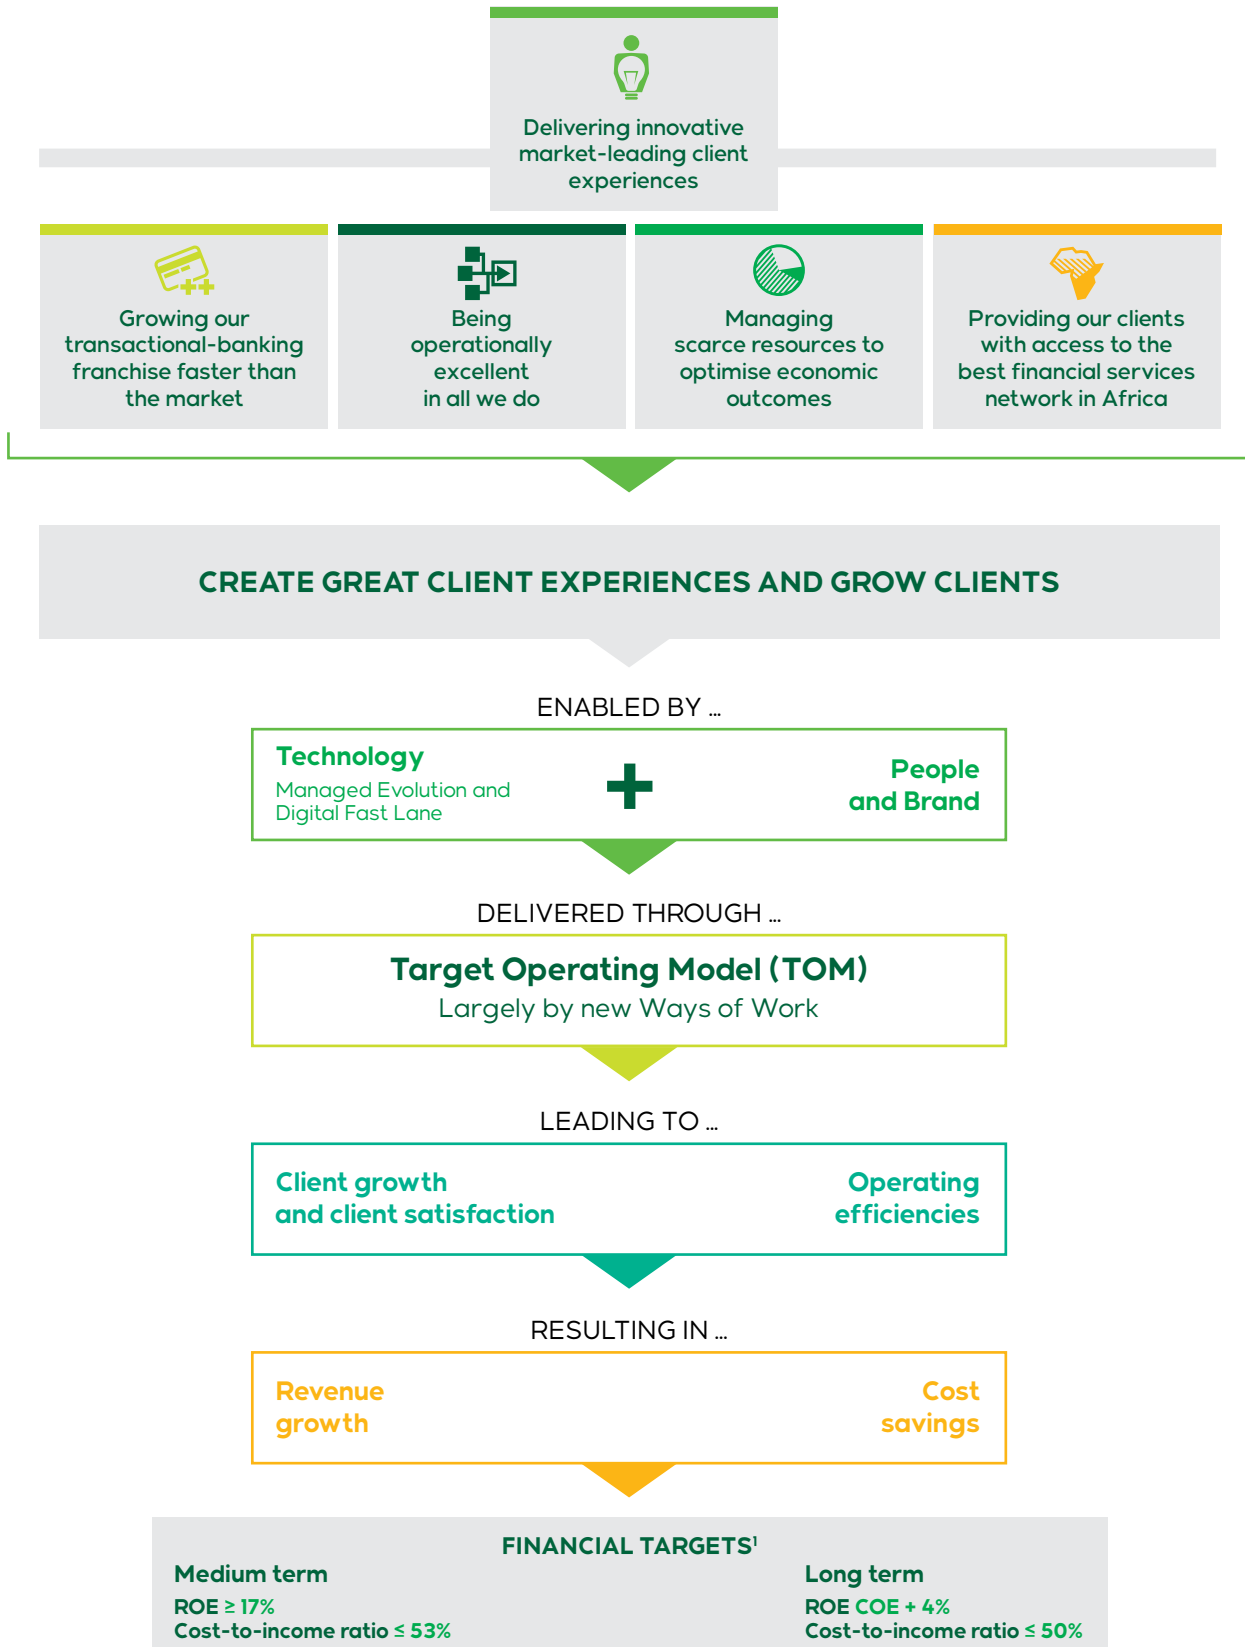 Delivering innovative
market-leading client
experiences
Growing our
transactional-banking
franchise faster than
the market
Being
operationally
excellent
in all we do
Managing
scarce resources to
optimise economic
outcomes
Providing our clients
with access to the
best financial services
network in Africa
CREATE GREAT CLIENT EXPERIENCES AND GROW CLIENTS
ENABLED BY ...
Technology
Managed Evolution and
Digital Fast Lane
People
and Brand
DELIVERED THROUGH ...
Target Operating Model (TOM)
Largely by new Ways of Work
LEADING TO ...
Client growth
and client satisfaction
Operating
efficiencies
RESULTING IN ...
Revenue
growth
Cost
savings
FINANCIAL TARGETS¹
Medium term
ROE ≥ 17%
Cost-to-income ratio ≤ 53%
Long term
ROE COE + 4%
Cost-to-income ratio ≤ 50%